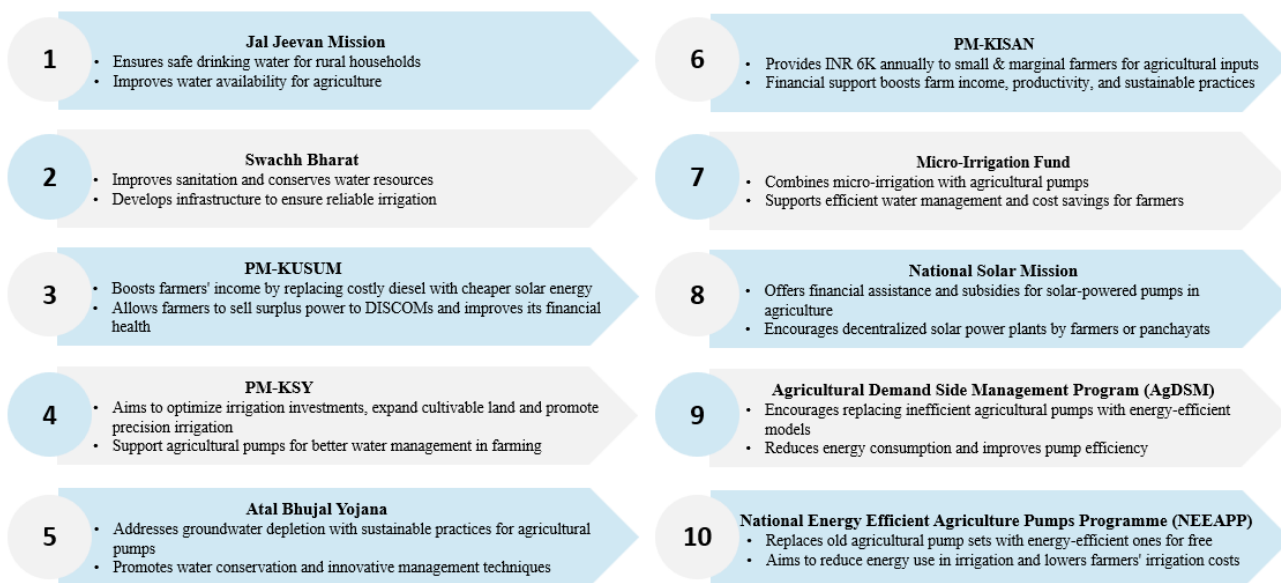 1
Jal Jeevan Mission
• Ensures safe drinking water for rural households
• Improves water availability for agriculture
2
Swachh Bharat
• Improves sanitation and conserves water resources
• Develops infrastructure to ensure reliable irrigation
3
PM-KUSUM
• Boosts farmers' income by replacing costly diesel with cheaper solar energy
• Allows farmers to sell surplus power to DISCOMs and improves its financial
health
4
PM-KSY
• Aims to optimize irrigation investments, expand cultivable land and promote
precision irrigation
• Support agricultural pumps for better water management in farming
5
Atal Bhujal Yojana
• Addresses groundwater depletion with sustainable practices for agricultural
pumps
• Promotes water conservation and innovative management techniques
6
PM-KISAN
• Provides INR 6K annually to small & marginal farmers for agricultural inputs
• Financial support boosts farm income, productivity, and sustainable practices
7
Micro-Irrigation Fund
• Combines micro-irrigation with agricultural pumps
• Supports efficient water management and cost savings for farmers
8
National Solar Mission
• Offers financial assistance and subsidies for solar-powered pumps in
agriculture
• Encourages decentralized solar power plants by farmers or panchayats
9
Agricultural Demand Side Management Program (AgDSM)
• Encourages replacing inefficient agricultural pumps with energy-efficient
models
• Reduces energy consumption and improves pump efficiency
10
National Energy Efficient Agriculture Pumps Programme (NEEAPP)
• Replaces old agricultural pump sets with energy-efficient ones for free
• Aims to reduce energy use in irrigation and lowers farmers' irrigation costs